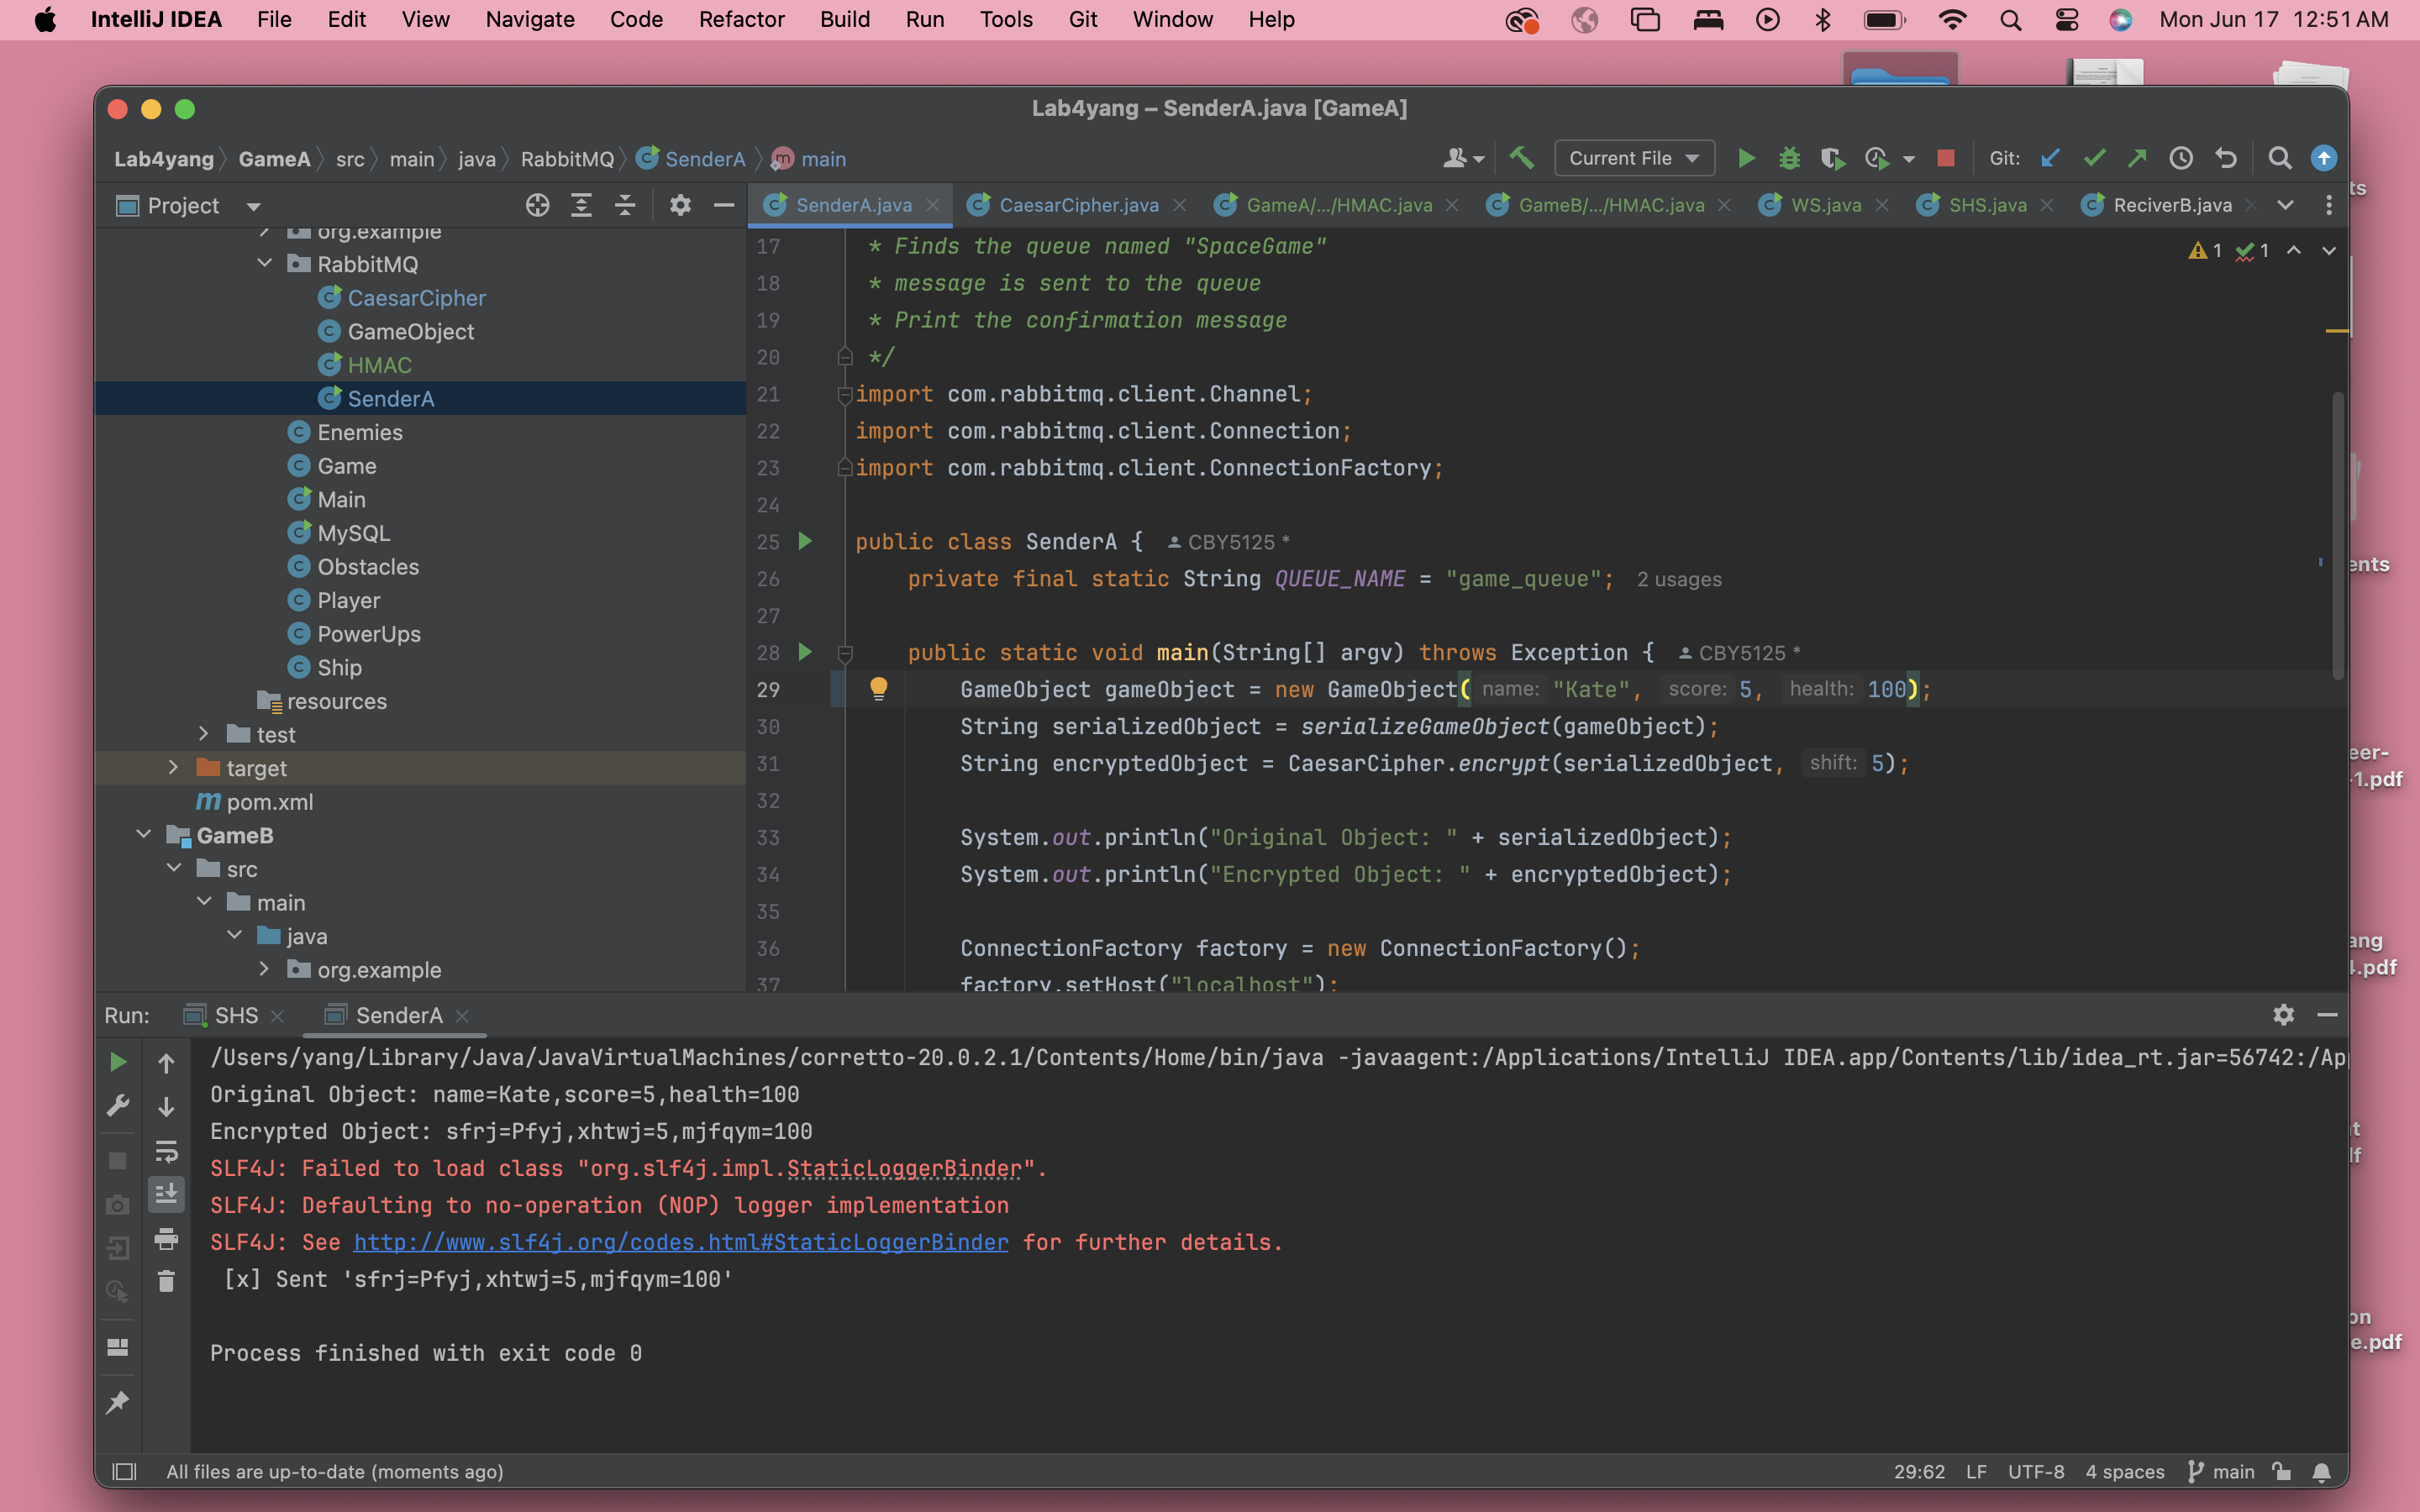 IntelliJ IDEA File Edit View Navigate Code Refactor Build Run Tools Git Window Help Mon Jun 17 12:51 AM
Lab4yang – SenderA.java [GameA]
Lab4yang GameA src main java RabbitMQ SenderA main Current File Git:
Project
SenderA.java CaesarCipher.java GameA/.../HMAC.java GameB/.../HMAC.java WS.java SHS.java ReciverB.java
org.example
RabbitMQ
CaesarCipher
GameObject
HMAC
SenderA
Enemies
Game
Main
MySQL
Obstacles
Player
PowerUps
Ship
resources
test
target
pom.xml
GameB
src
main
java
org.example
1 1
17 * Finds the queue named "SpaceGame"
18 * message is sent to the queue
19 * Print the confirmation message
20 */
21 import com.rabbitmq.client.Channel;
22 import com.rabbitmq.client.Connection;
23 import com.rabbitmq.client.ConnectionFactory;
24
25 public class SenderA { CBY5125 *
26 private final static String QUEUE_NAME = "game_queue"; 2 usages
27
28 public static void main(String[] argv) throws Exception { CBY5125 *
29 GameObject gameObject = new GameObject( name: "Kate", score: 5, health: 100);
30 String serializedObject = serializeGameObject(gameObject);
31 String encryptedObject = CaesarCipher.encrypt(serializedObject, shift: 5);
32
33 System.out.println("Original Object: " + serializedObject);
34 System.out.println("Encrypted Object: " + encryptedObject);
35
36 ConnectionFactory factory = new ConnectionFactory();
37 factory.setHost("localhost");
Run: SHS SenderA
/Users/yang/Library/Java/JavaVirtualMachines/corretto-20.0.2.1/Contents/Home/bin/java -javaagent:/Applications/IntelliJ IDEA.app/Contents/lib/idea_rt.jar=56742:/Ap
Original Object: name=Kate,score=5,health=100
Encrypted Object: sfrj=Pfyj,xhtwj=5,mjfqym=100
SLF4J: Failed to load class "org.slf4j.impl.StaticLoggerBinder".
SLF4J: Defaulting to no-operation (NOP) logger implementation
SLF4J: See http://www.slf4j.org/codes.html#StaticLoggerBinder for further details.
[x] Sent 'sfrj=Pfyj,xhtwj=5,mjfqym=100'
Process finished with exit code 0
All files are up-to-date (moments ago) 29:62 LF UTF-8 4 spaces main
ts
ents
eer-
-1.pdf
ang
4.pdf
t
lf
on
e.pdf